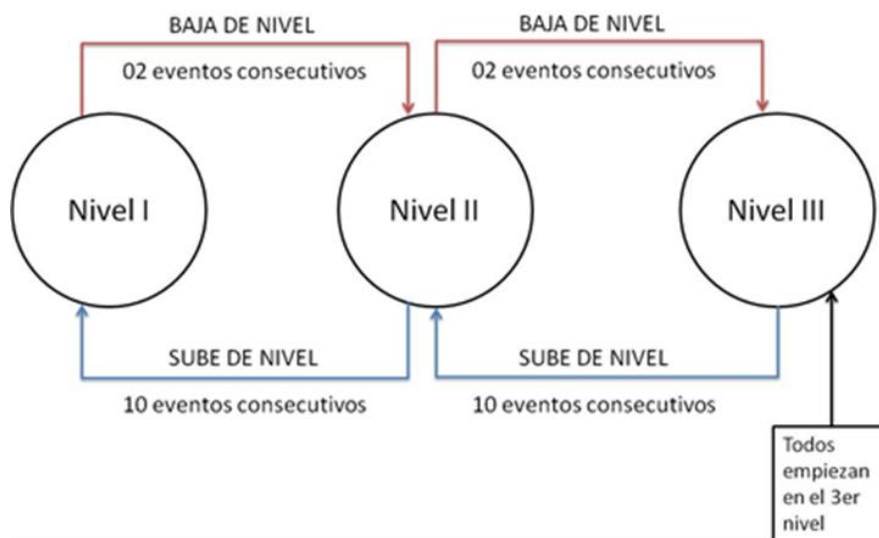 BAJA DE NIVEL
02 eventos consecutivos
BAJA DE NIVEL
02 eventos consecutivos
Nivel I
Nivel II
Nivel III
SUBE DE NIVEL
10 eventos consecutivos
SUBE DE NIVEL
10 eventos consecutivos
Todos
empiezan
en el 3er
nivel